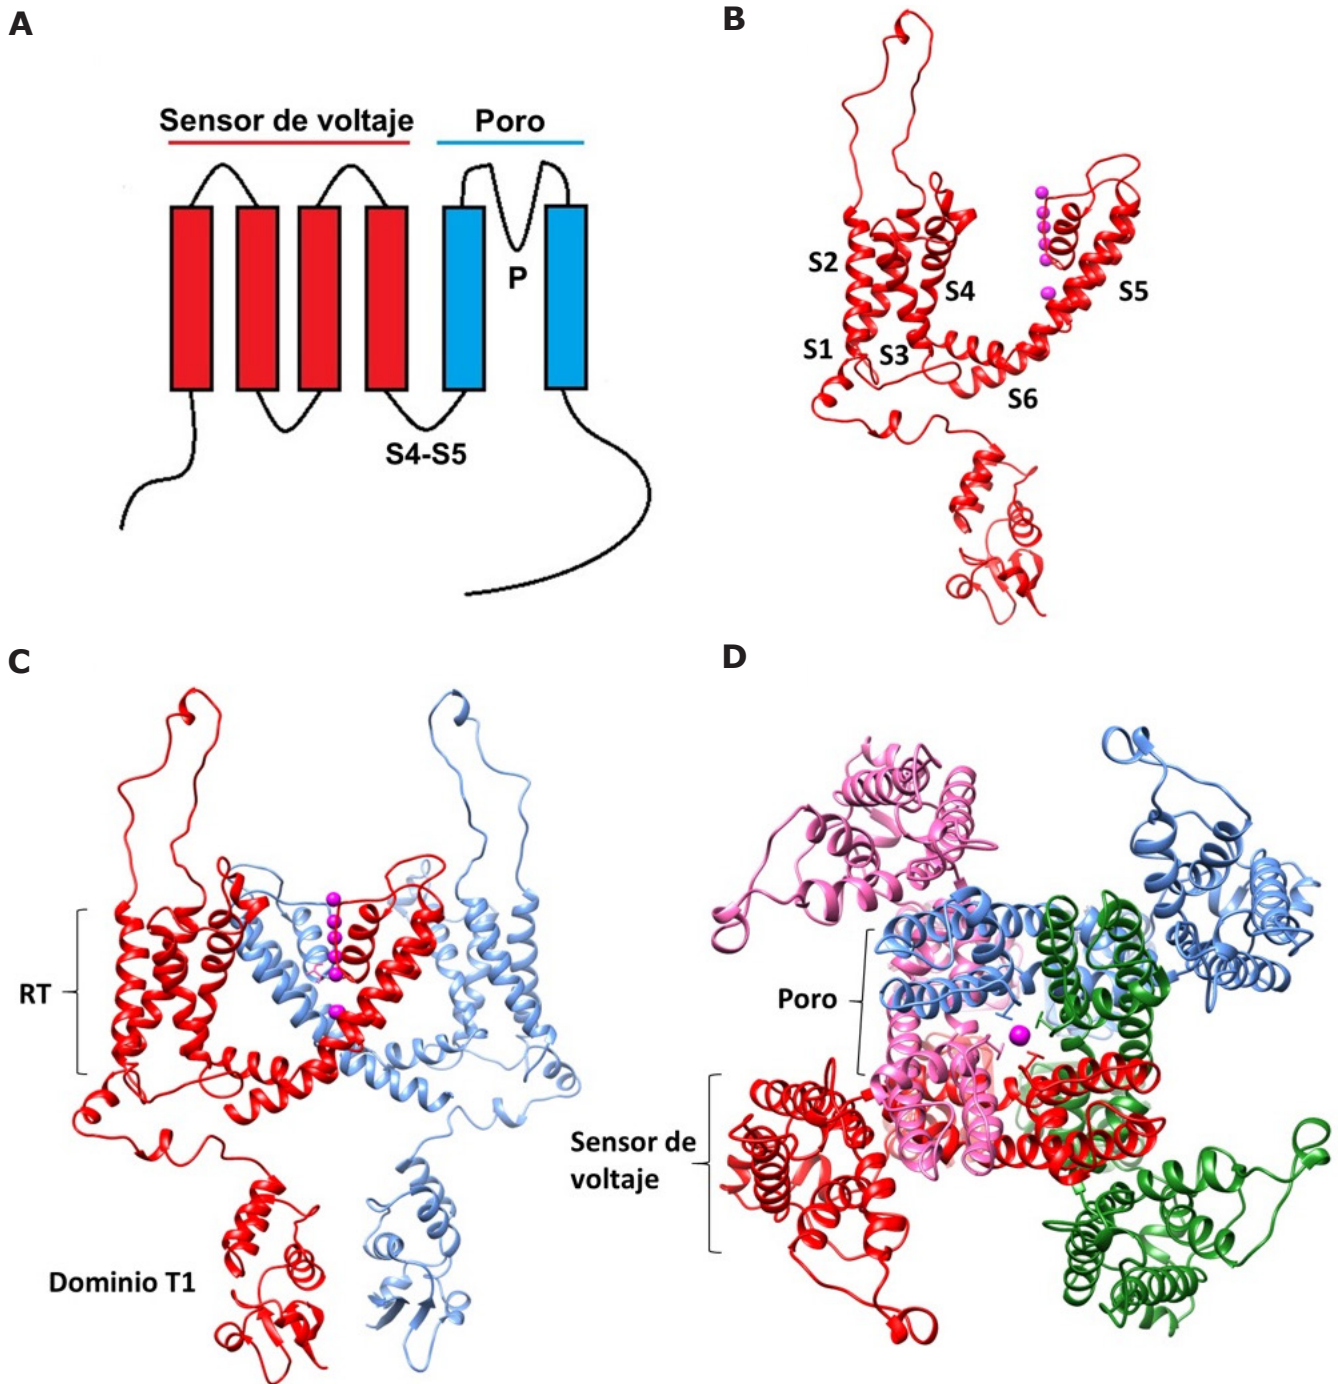 A
Sensor de voltaje
Poro
P
S4-S5
B
S2
S4
S5
S1
S3
S6
C
RT
Dominio T1
D
Poro
Sensor de
voltaje